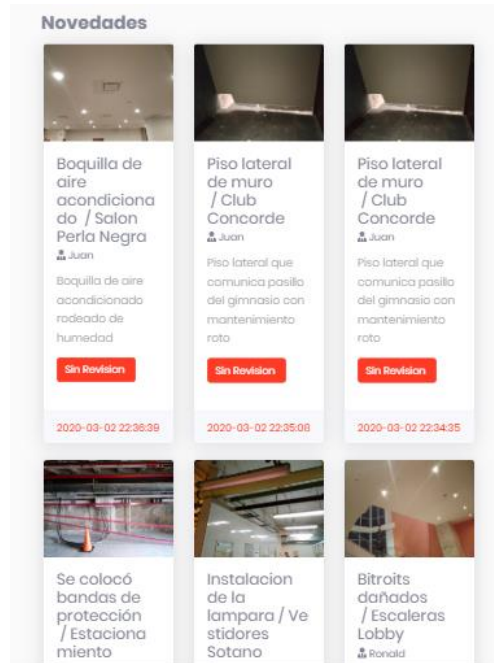 Novedades
Boquilla de
aire
acondiciona
do / Salon
Perla Negra
Juan
Boquilla de aire
acondicionado
rodeado de
humedad
Sin Revision
2020-03-02 22:36:39
Piso lateral
de muro
/ Club
Concorde
Juan
Piso lateral que
comunica pasillo
del gimnasio con
mantenimiento
roto
Sin Revision
2020-03-02 22:35:08
Piso lateral
de muro
/ Club
Concorde
Juan
Piso lateral que
comunica pasillo
del gimnasio con
mantenimiento
roto
Sin Revision
2020-03-02 22:34:35
Se colocó
bandas de
protección
/ Estaciona
miento
Instalacion
de la
lampara / Ve
stidores
Sotano
Bitroits
dañados
/ Escaleras
Lobby
Ronald